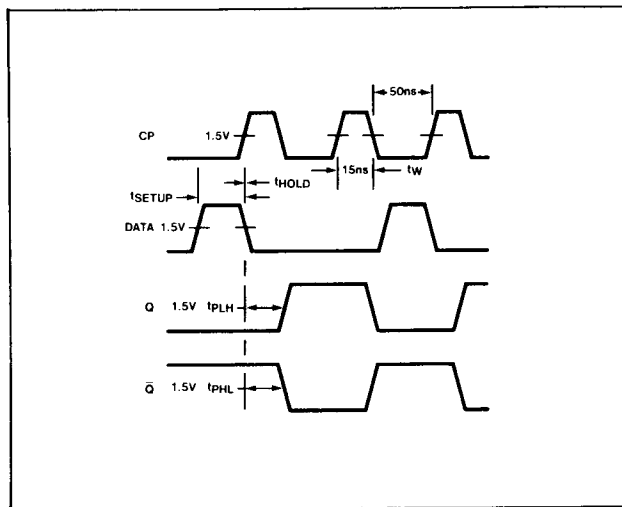 50ns
CP 1.5V
15ns tW
tHOLD
tSETUP
DATA 1.5V
Q 1.5V tPLH
Q̄ 1.5V tPHL